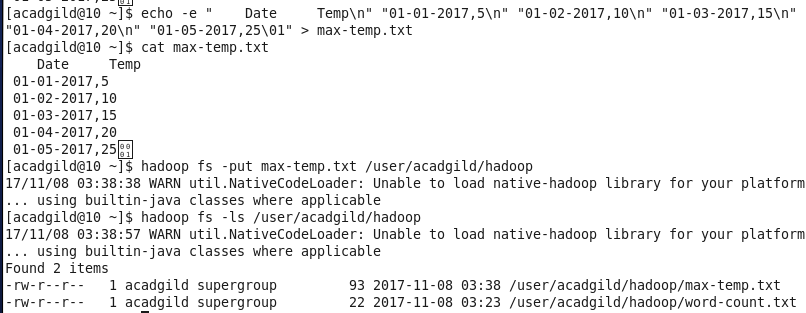 [acadgild@10 ~]$ echo -e "    Date     Temp\n" "01-01-2017,5\n" "01-02-2017,10\n" "01-03-2017,15\n"
"01-04-2017,20\n" "01-05-2017,25\01" > max-temp.txt
[acadgild@10 ~]$ cat max-temp.txt
    Date     Temp
 01-01-2017,5
 01-02-2017,10
 01-03-2017,15
 01-04-2017,20
 01-05-2017,25
[acadgild@10 ~]$ hadoop fs -put max-temp.txt /user/acadgild/hadoop
17/11/08 03:38:38 WARN util.NativeCodeLoader: Unable to load native-hadoop library for your platform
... using builtin-java classes where applicable
[acadgild@10 ~]$ hadoop fs -ls /user/acadgild/hadoop
17/11/08 03:38:57 WARN util.NativeCodeLoader: Unable to load native-hadoop library for your platform
... using builtin-java classes where applicable
Found 2 items
-rw-r--r--   1 acadgild supergroup         93 2017-11-08 03:38 /user/acadgild/hadoop/max-temp.txt
-rw-r--r--   1 acadgild supergroup         22 2017-11-08 03:23 /user/acadgild/hadoop/word-count.txt